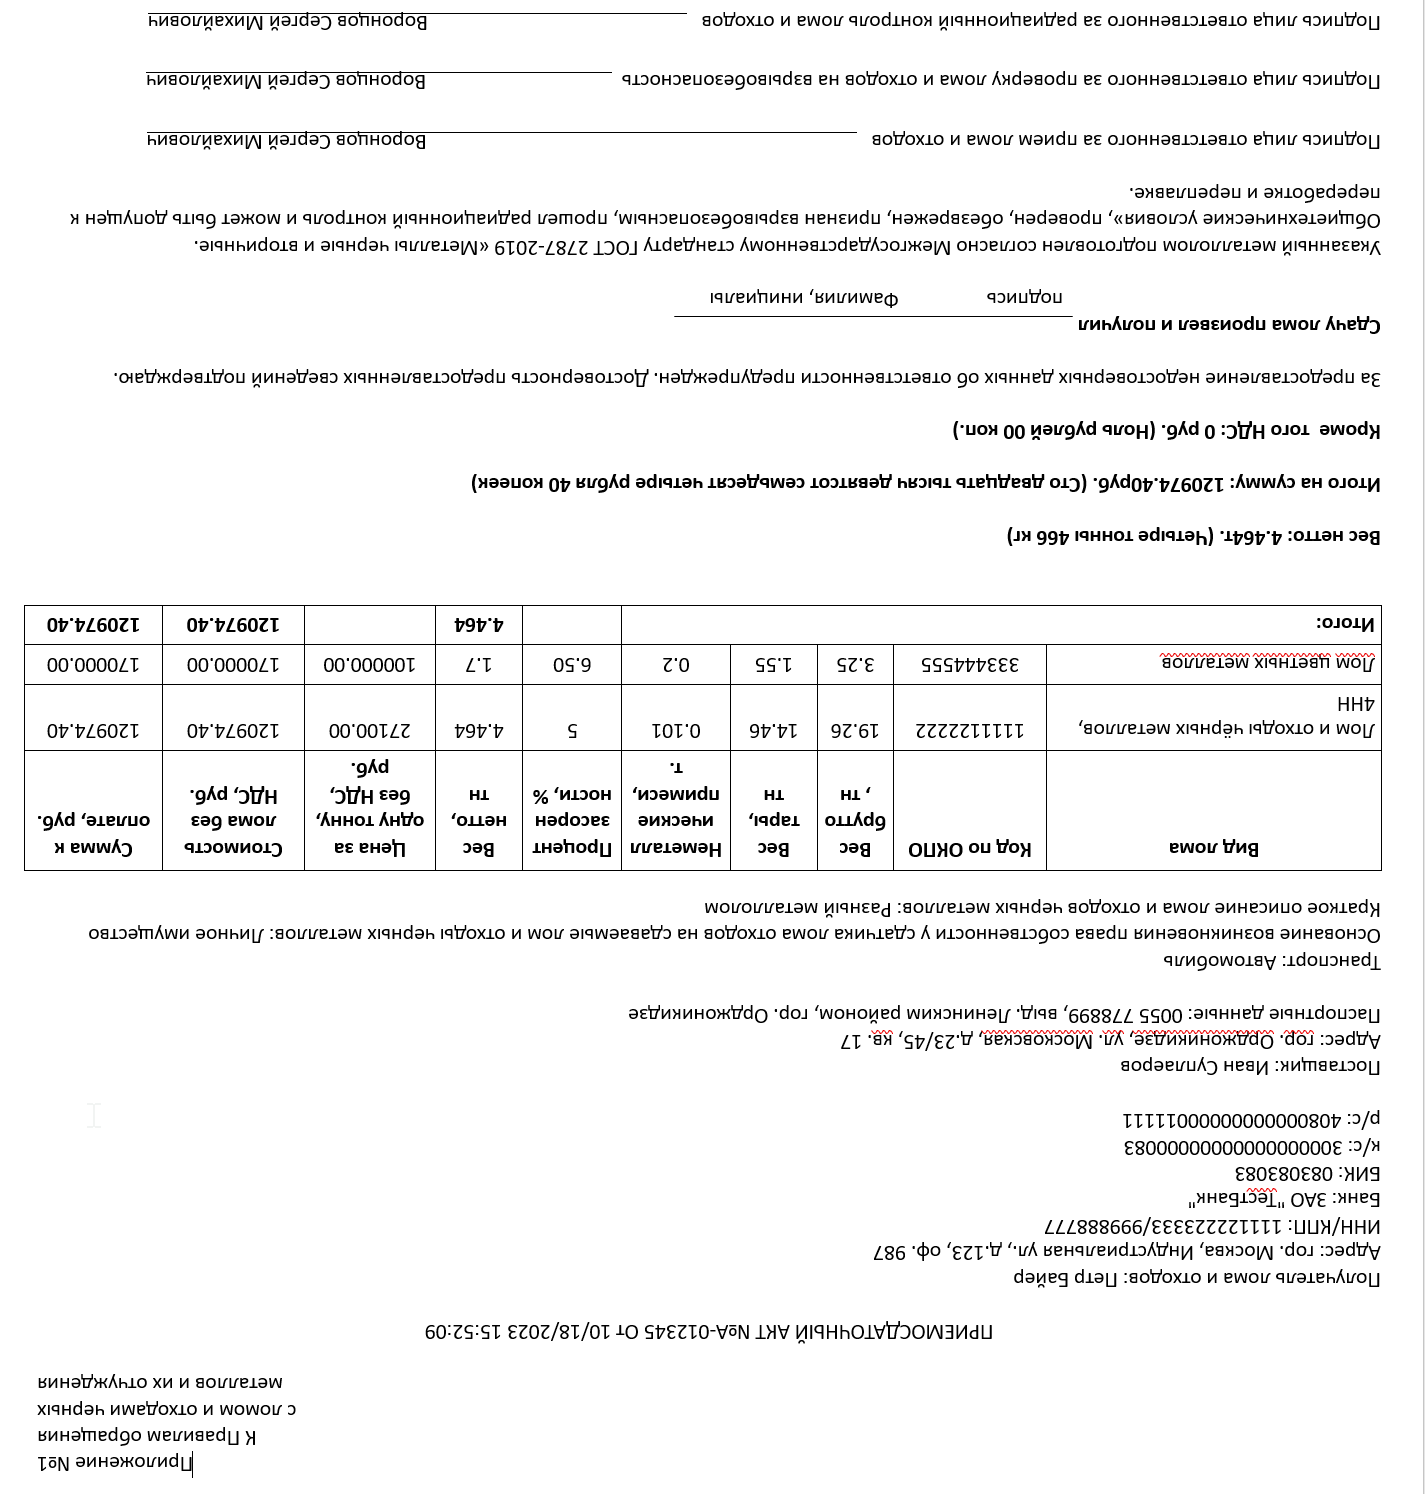 Приложение №1
К Правилам обращения
с ломом и отходами черных
металлов и их отчуждения
ПРИЕМОСДАТОЧНЫЙ АКТ №А-012345 От 10/18/2023 15:52:09
Получатель лома и отходов: Петр Байер
Адрес: гор. Москва, Индустриальная ул., д.123, оф. 987
ИНН/КПП: 111122223333/999888777
Банк: ЗАО "ТестБанк"
БИК: 083083083
к/с: 30000000000000000083
р/с: 40800000000000011111
Поставщик: Иван Суплаеров
Адрес: гор. Орджоникидзе, ул. Московская, д.23/45, кв. 17
Паспортные данные: 0055 778899, выд. Ленинским районом, гор. Орджоникидзе
Транспорт: Автомобиль
Основание возникновения права собственности у сдатчика лома отходов на сдаваемые лом и отходы черных металлов: Личное имущество
Краткое описание лома и отходов черных металлов: Разный металлолом
Вид лома
Код по ОКПО
Вес
брутто
, тн
Вес
тары,
тн
Неметалл
ические
примеси,
т.
Процент
засорен
ности, %
Вес
нетто,
тн
Цена за
одну тонну,
без НДС,
руб.
Стоимость
лома без
НДС, руб.
Сумма к
оплате, руб.
Лом и отходы чёрных металлов,
4НН
1111122222 19.26 14.46 0.101 5 4.464 27100.00 120974.40 120974.40
Лом цветных металлов 333444555 3.25 1.55 0.2 6.50 1.7 100000.00 170000.00 170000.00
Итого: 4.464 120974.40 120974.40
Вес нетто: 4.464т. (Четыре тонны 466 кг)
Итого на сумму: 120974.40руб. (Сто двадцать тысяч девятсот семьдесят четыре рубля 40 копеек)
Кроме того НДС: 0 руб. (Ноль рублей 00 коп.)
За предоставление недостоверных данных об ответственности предупрежден. Достоверность предоставленных сведений подтверждаю.
Сдачу лома произвел и получил
подпись Фамилия, инициалы
Указанный металлолом подготовлен согласно Межгосударственному стандарту ГОСТ 2787-2019 «Металлы черные и вторичные.
Общиетехнические условия», проверен, обезврежен, признан взрывобезопасным, прошел радиационный контроль и может быть допущен к
переработке и переплавке.
Подпись лица ответственного за прием лома и отходов Воронцов Сергей Михайлович
Подпись лица ответственного за проверку лома и отходов на взрывобезопасность Воронцов Сергей Михайлович
Подпись лица ответственного за радиационный контроль лома и отходов Воронцов Сергей Михайлович